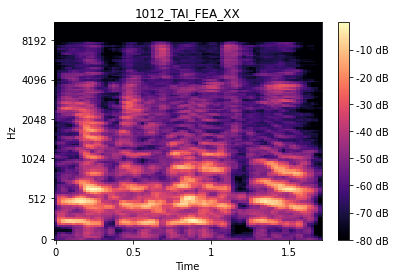 1012_TAI_FEA_XX
8192
4096
2048
1024
512
0
Hz
0
0.5
1
1.5
Time
-10 dB
-20 dB
-30 dB
-40 dB
-50 dB
-60 dB
-70 dB
-80 dB